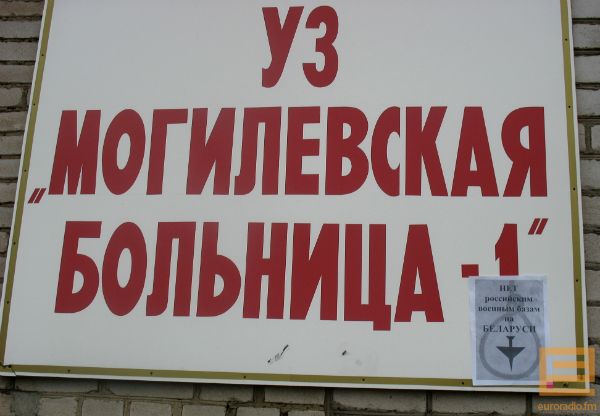 УЗ
„МОГИЛЕВСКАЯ
БОЛЬНИЦА -1"
НЕТ
российским
военным базам
на
БЕЛАРУСИ
euroradio.fm